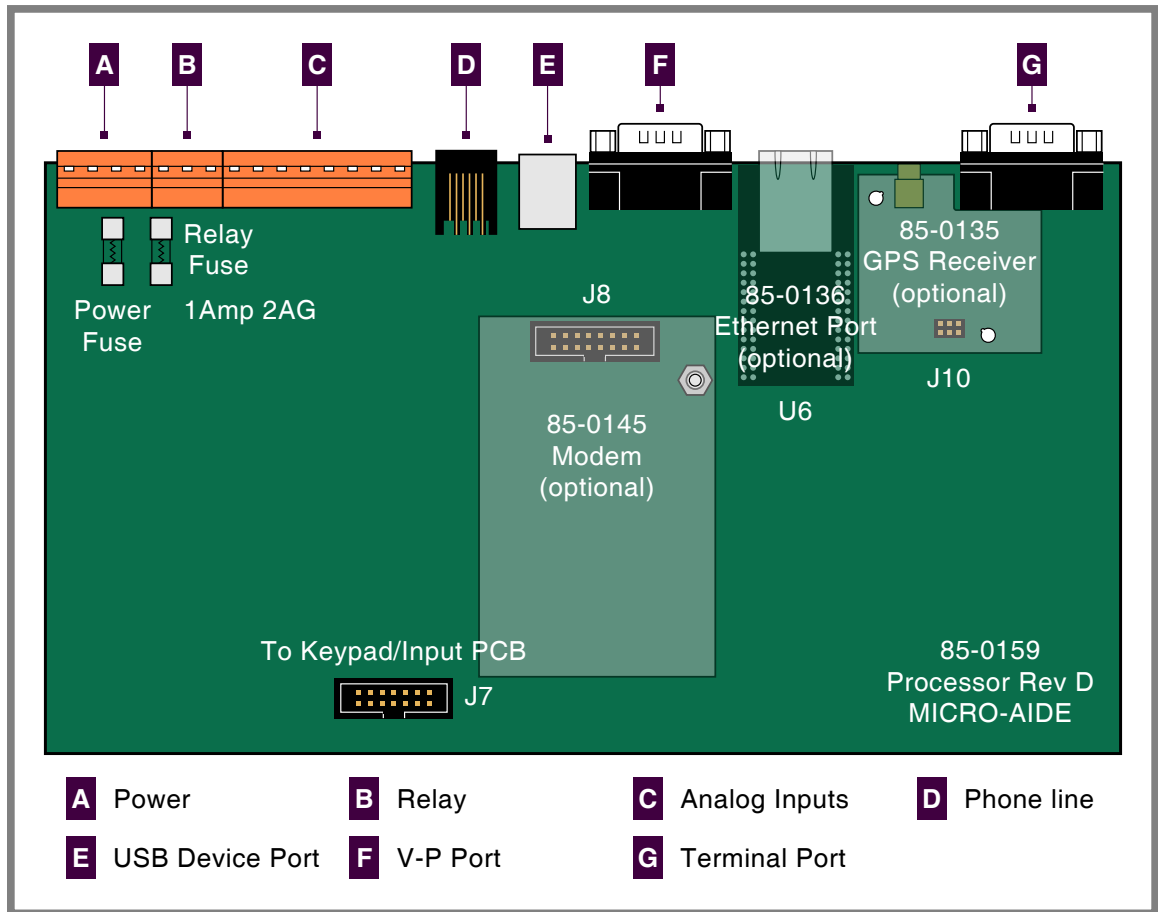 A
B
C
D
E
F
G
Relay
Fuse
Power
Fuse
1Amp 2AG
J8
85-0145
Modem
(optional)
85-0136
Ethernet Port
(optional)
U6
85-0135
GPS Receiver
(optional)
J10
To Keypad/Input PCB
J7
85-0159
Processor Rev D
MICRO-AIDE
A Power
B Relay
C Analog Inputs
D Phone line
E USB Device Port
F V-P Port
G Terminal Port